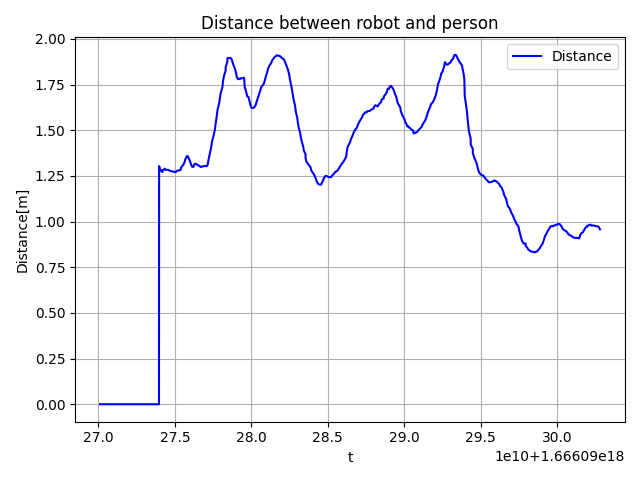 Distance between robot and person
Distance
2.00
1.75
1.50
1.25
1.00
0.75
0.50
0.25
0.00
Distance[m]
27.0 27.5 28.0 28.5 29.0 29.5 30.0
t
1e10+1.66609e18